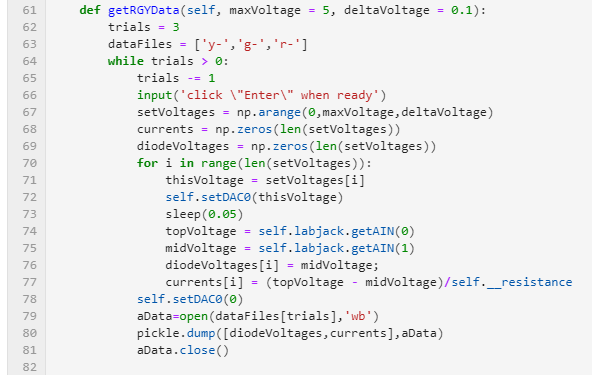 61 def getRGYData(self, maxVoltage = 5, deltaVoltage = 0.1):
62 trials = 3
63 dataFiles = ['y-','g-','r-']
64 while trials > 0:
65 trials -= 1
66 input('click \"Enter\" when ready')
67 setVoltages = np.arange(0,maxVoltage,deltaVoltage)
68 currents = np.zeros(len(setVoltages))
69 diodeVoltages = np.zeros(len(setVoltages))
70 for i in range(len(setVoltages)):
71 thisVoltage = setVoltages[i]
72 self.setDAC0(thisVoltage)
73 sleep(0.05)
74 topVoltage = self.labjack.getAIN(0)
75 midVoltage = self.labjack.getAIN(1)
76 diodeVoltages[i] = midVoltage;
77 currents[i] = (topVoltage - midVoltage)/self.__resistance
78 self.setDAC0(0)
79 aData=open(dataFiles[trials],'wb')
80 pickle.dump([diodeVoltages,currents],aData)
81 aData.close()
82